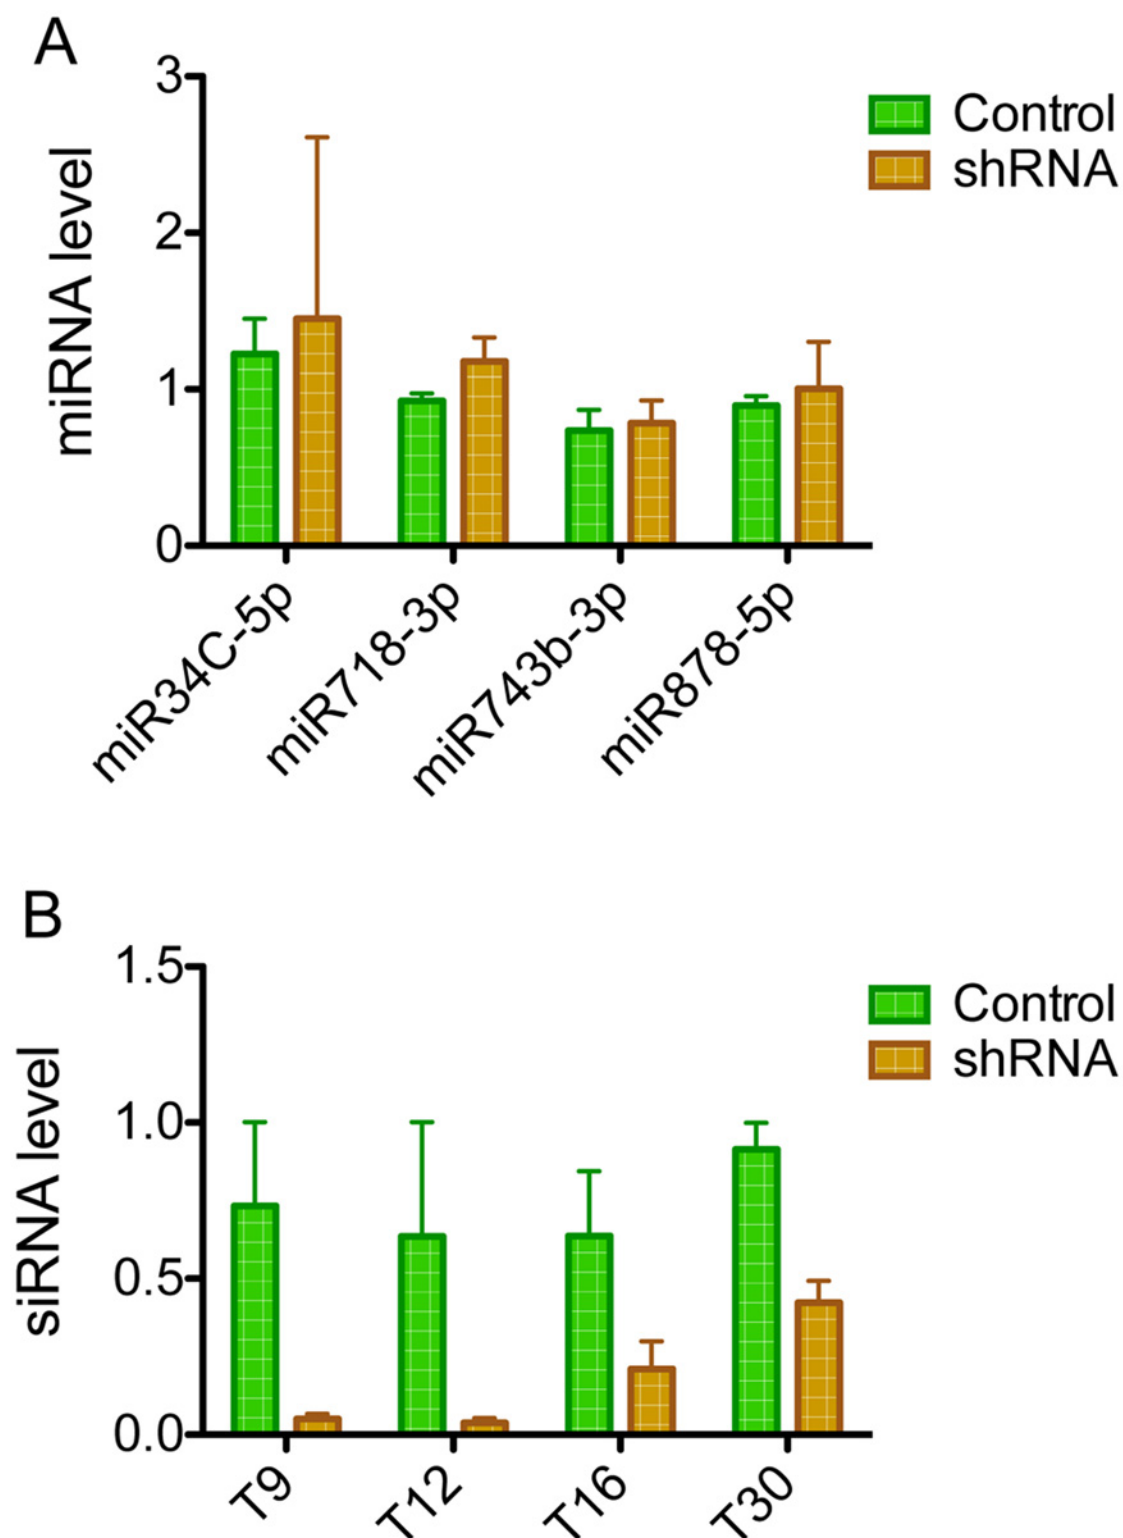 A
3
2
1
0
miRNA level
Control
shRNA
miR34C-5p
miR718-3p
miR743b-3p
miR878-5p
B
1.5
1.0
0.5
0.0
siRNA level
Control
shRNA
T9
T12
T16
T30